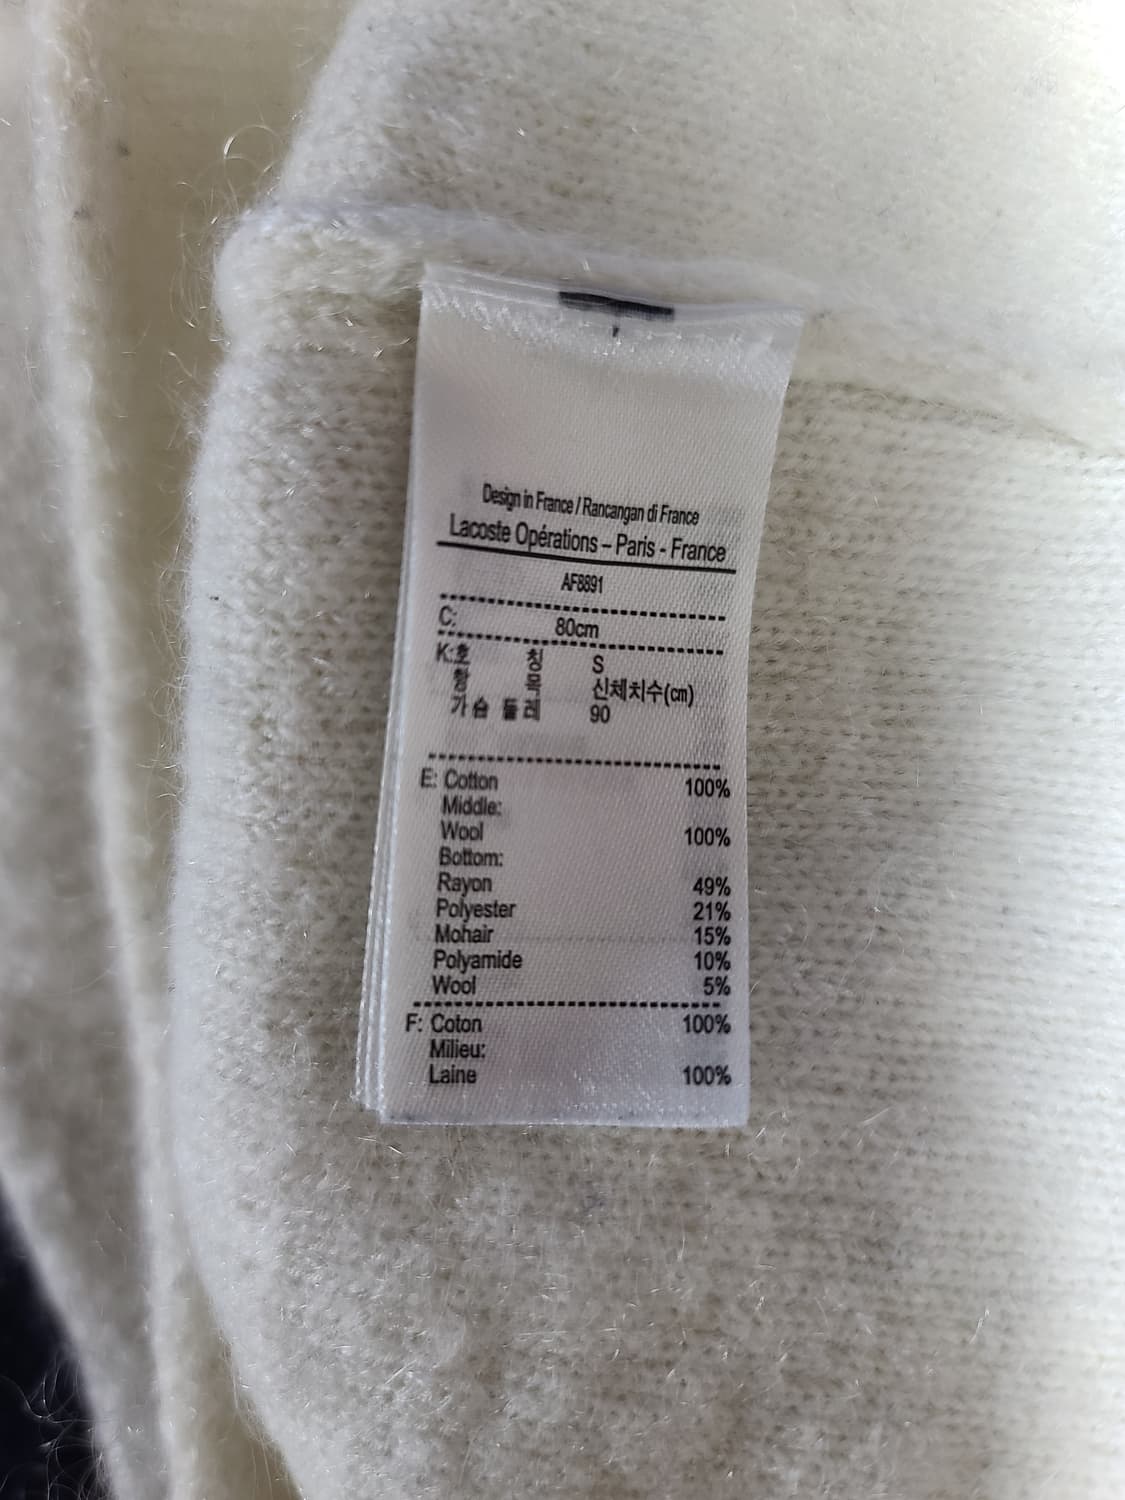 Design in France / Rancangan di France
Lacoste Opérations – Paris - France
AF8891
C: 80cm
K:호 칭 S
항 목 신체치수(㎝)
가슴 둘레 90
E: Cotton 100%
Middle:
Wool 100%
Bottom:
Rayon 49%
Polyester 21%
Mohair 15%
Polyamide 10%
Wool 5%
F: Coton 100%
Milieu:
Laine 100%